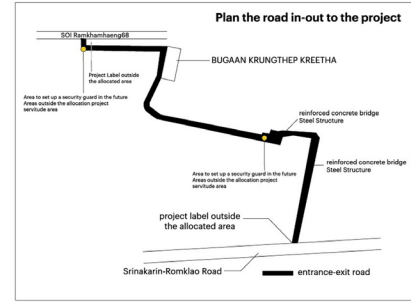 Plan the road in-out to the project
SOI Ramkhamhaeng68
Project Label outside
the allocated area
BUGAAN KRUNGTHEP KREETHA
Area to set up a security guard in the future
Areas outside the allocation project
servitude area
reinforced concrete bridge
Steel Structure
reinforced concrete bridge
Steel Structure
Area to set up a security guard in the future
Areas outside the allocation project
servitude area
project label outside
the allocated area
Srinakarin-Romklao Road
entrance-exit road